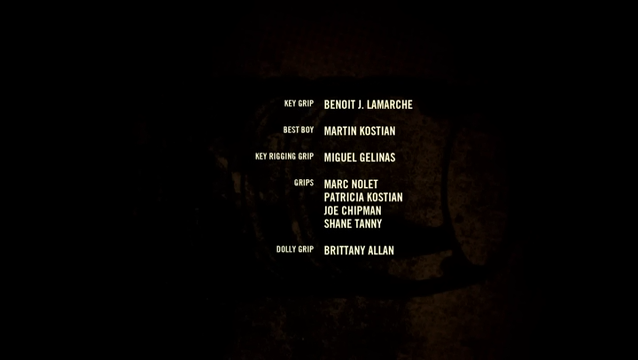 KEY GRIP BENOIT J. LAMARCHE
BEST BOY MARTIN KOSTIAN
KEY RIGGING GRIP MIGUEL GELINAS
GRIPS MARC NOLET
PATRICIA KOSTIAN
JOE CHIPMAN
SHANE TANNY
DOLLY GRIP BRITTANY ALLAN